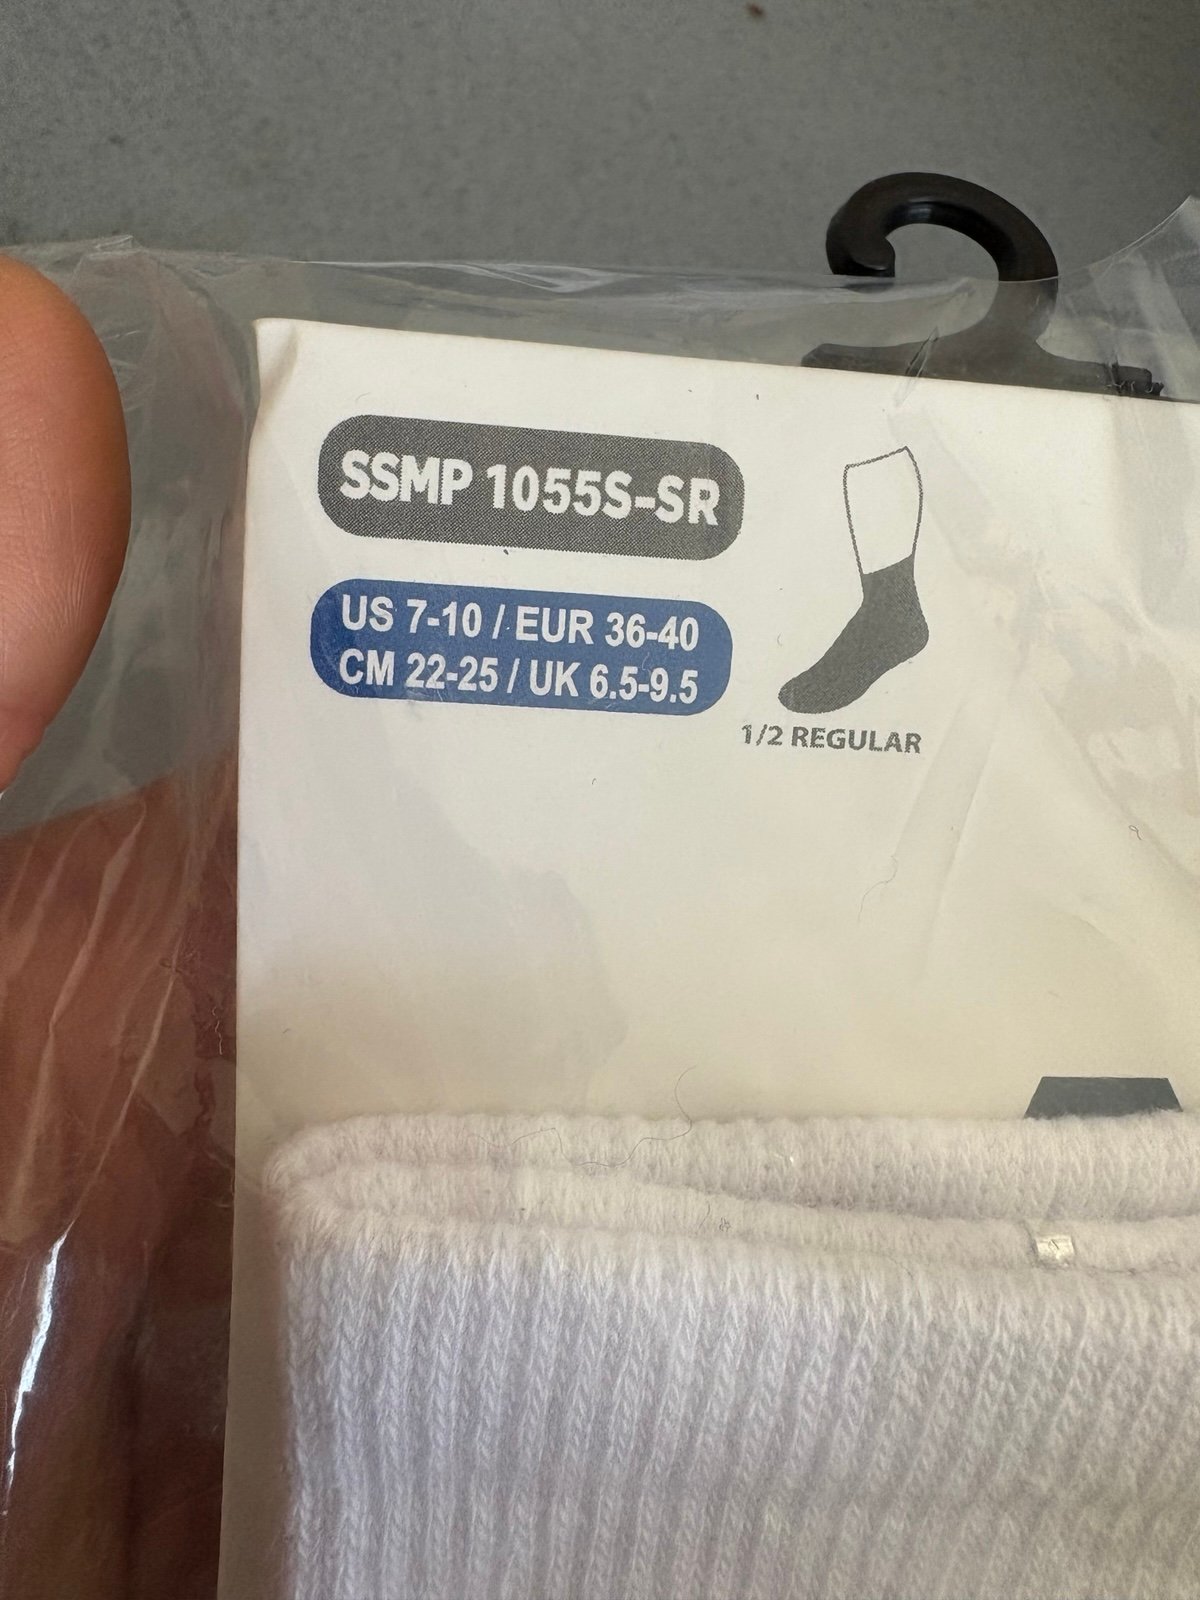 SSMP 1055S-SR
US 7-10 / EUR 36-40
CM 22-25 / UK 6.5-9.5
1/2 REGULAR